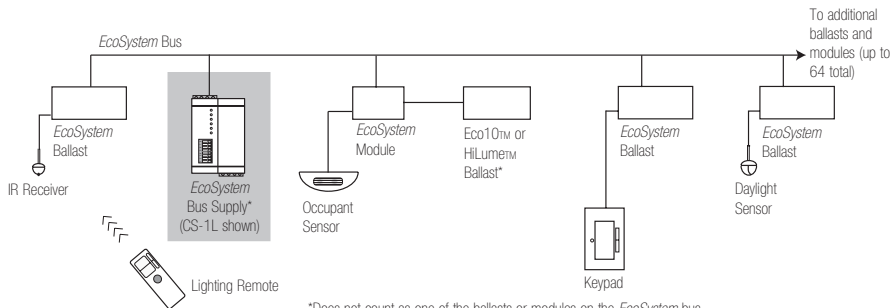 To additional
ballasts and
modules (up to
64 total)
EcoSystem Bus
EcoSystem
Ballast
IR Receiver
EcoSystem
Bus Supply*
(CS-1L shown)
EcoSystem
Module
Occupant
Sensor
Eco10TM or
HiLumeTM
Ballast*
EcoSystem
Ballast
Keypad
EcoSystem
Ballast
Daylight
Sensor
Lighting Remote
*Does not count as one of the ballasts or modules on the EcoSystem bus